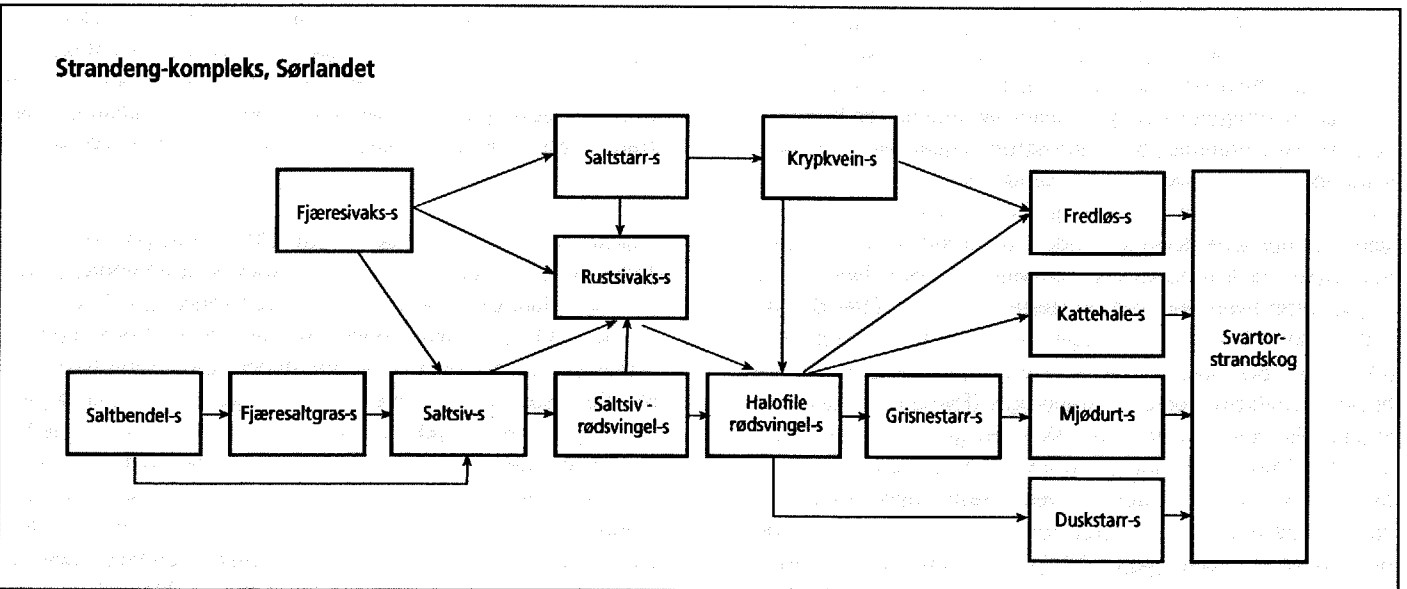 Strandeng-kompleks, Sørlandet
Saltstarr-s
Krypkvein-s
Fjæresivaks-s
Fredløs-s
Rustsivaks-s
Kattehale-s
Svartor-
strandskog
Saltbendel-s
Fjæresaltgras-s
Saltsiv-s
Saltsiv -
rødsvingel-s
Halofile
rødsvingel-s
Grisnestarr-s
Mjødurt-s
Duskstarr-s